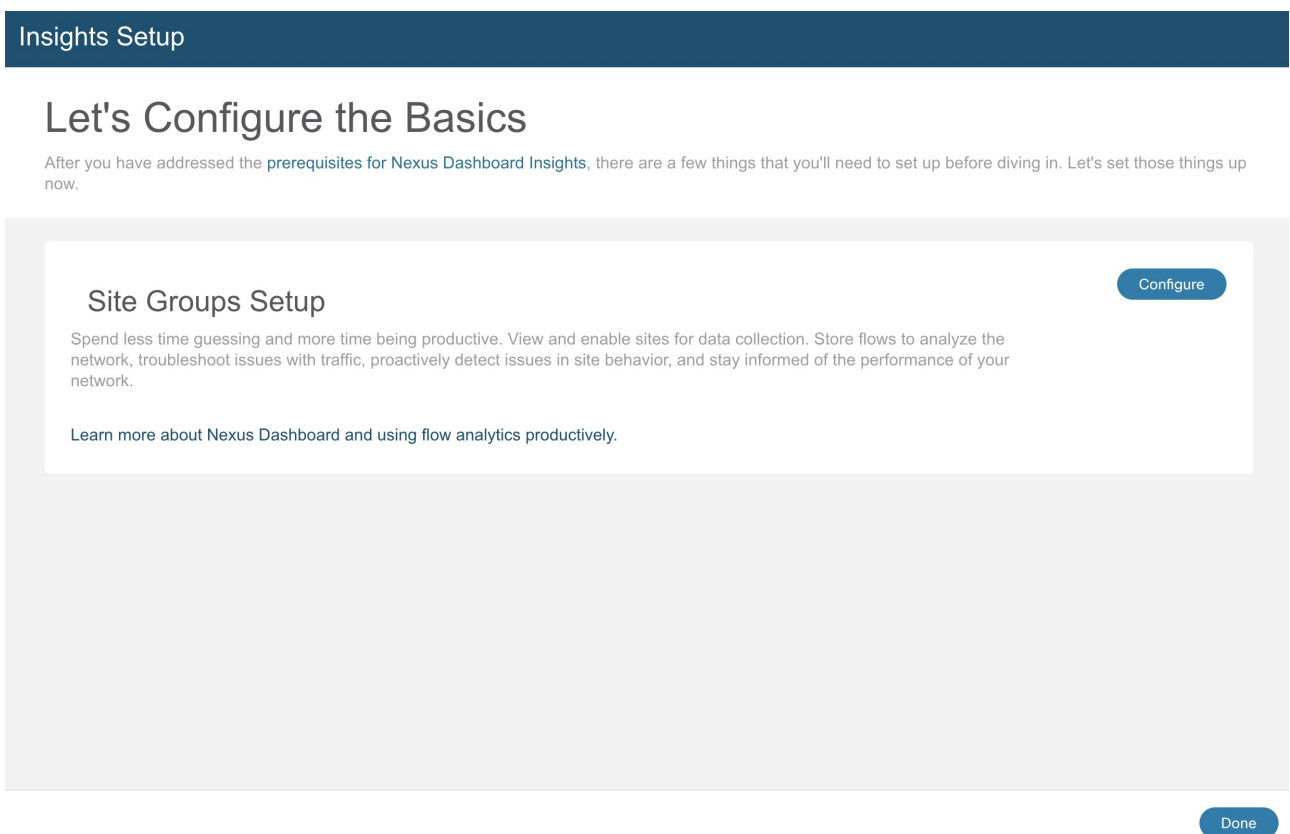 Insights Setup
Let's Configure the Basics
After you have addressed the prerequisites for Nexus Dashboard Insights, there are a few things that you'll need to set up before diving in. Let's set those things up
now.
Configure
Site Groups Setup
Spend less time guessing and more time being productive. View and enable sites for data collection. Store flows to analyze the
network, troubleshoot issues with traffic, proactively detect issues in site behavior, and stay informed of the performance of your
network.
Learn more about Nexus Dashboard and using flow analytics productively.
Done